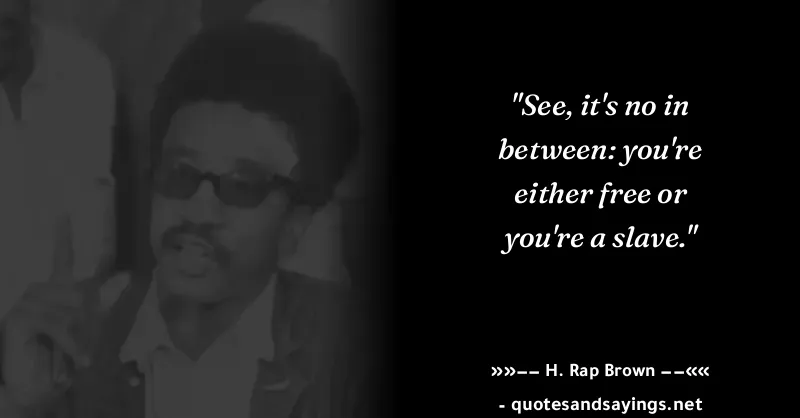 "See, it's no in
between: you're
either free or
you're a slave."
»»−− H. Rap Brown −−««
- quotesandsayings.net